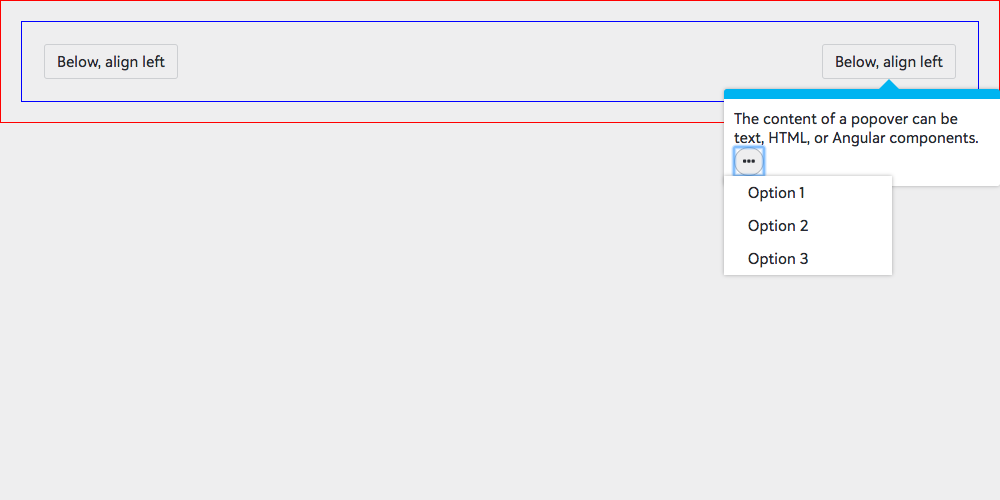 Below, align left
Below, align left
The content of a popover can be
text, HTML, or Angular components.
Option 1
Option 2
Option 3